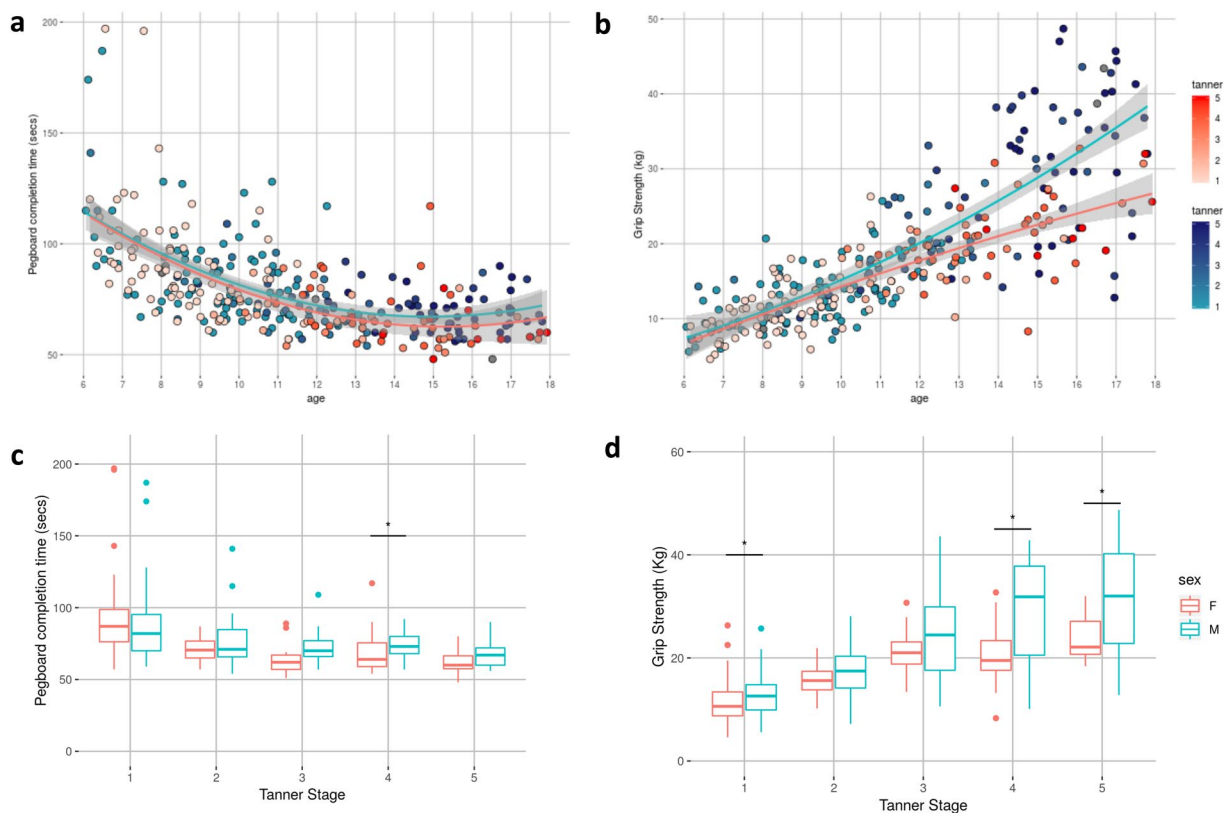 a
200
150
100
50
Pegboard completion time (secs)
6 7 8 9 10 11 12 13 14 15 16 17 18
age
b
50
40
30
20
10
Grip Strength (kg)
6 7 8 9 10 11 12 13 14 15 16 17 18
age
tanner
5
4
3
2
1
tanner
5
4
3
2
1
c
200
150
100
50
0
Pegboard completion time (secs)
*
1 2 3 4 5
Tanner Stage
d
60
40
20
0
Grip Strength (Kg)
* * *
1 2 3 4 5
Tanner Stage
sex
F
M